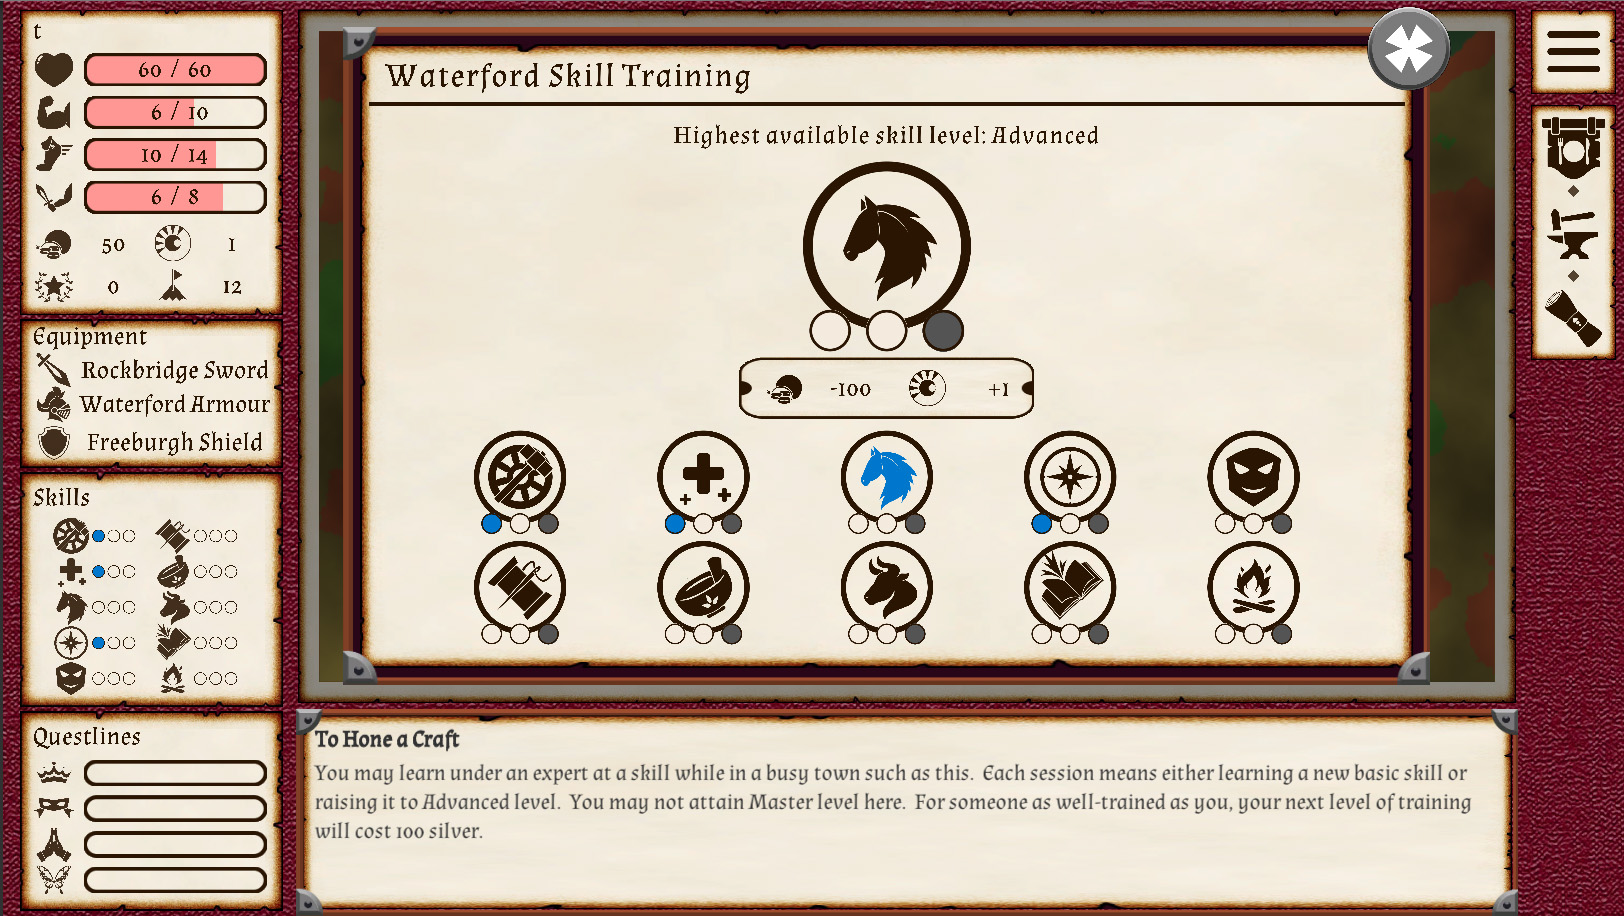 t
60 / 60
6 / 10
10 / 14
6 / 8
50 1
0 12
Equipment
Rockbridge Sword
Waterford Armour
Freeburgh Shield
Skills
Questlines
Waterford Skill Training
Highest available skill level: Advanced
-100 +1
To Hone a Craft
You may learn under an expert at a skill while in a busy town such as this.  Each session means either learning a new basic skill or
raising it to Advanced level.  You may not attain Master level here.  For someone as well-trained as you, your next level of training
will cost 100 silver.